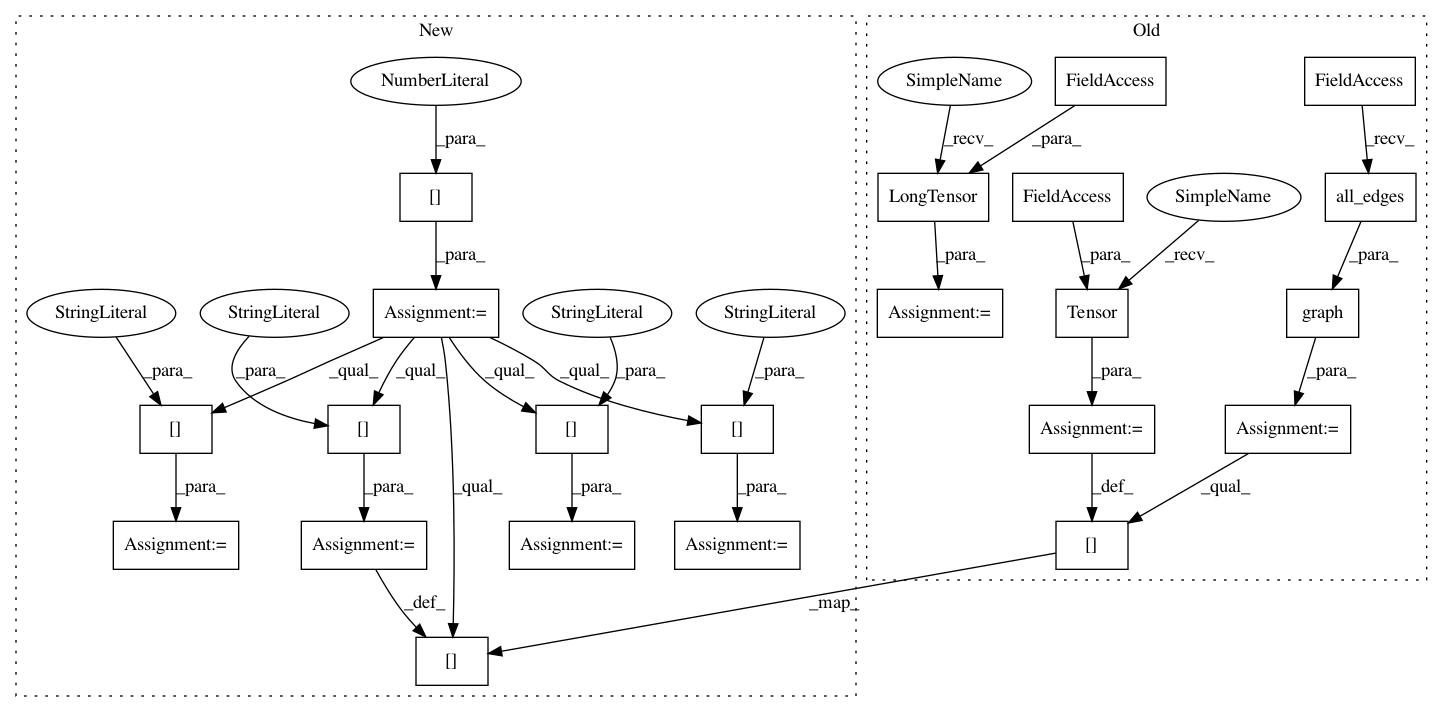 New
Old
NumberLiteral
SimpleName
FieldAccess
FieldAccess
_para_
_recv_
_para_
_recv_
[]
LongTensor
FieldAccess
SimpleName
all_edges
_para_
_para_
_para_
_recv_
_para_
StringLiteral
StringLiteral
Assignment:=
StringLiteral
StringLiteral
Assignment:=
Tensor
graph
_para_
_para_
_qual_
_qual_
_qual_
_qual_
_para_
_para_
_para_
_para_
[]
[]
[]
[]
Assignment:=
Assignment:=
_para_
_para_
_qual_
_para_
_para_
_def_
_qual_
Assignment:=
Assignment:=
Assignment:=
Assignment:=
[]
_def_
_map_
[]